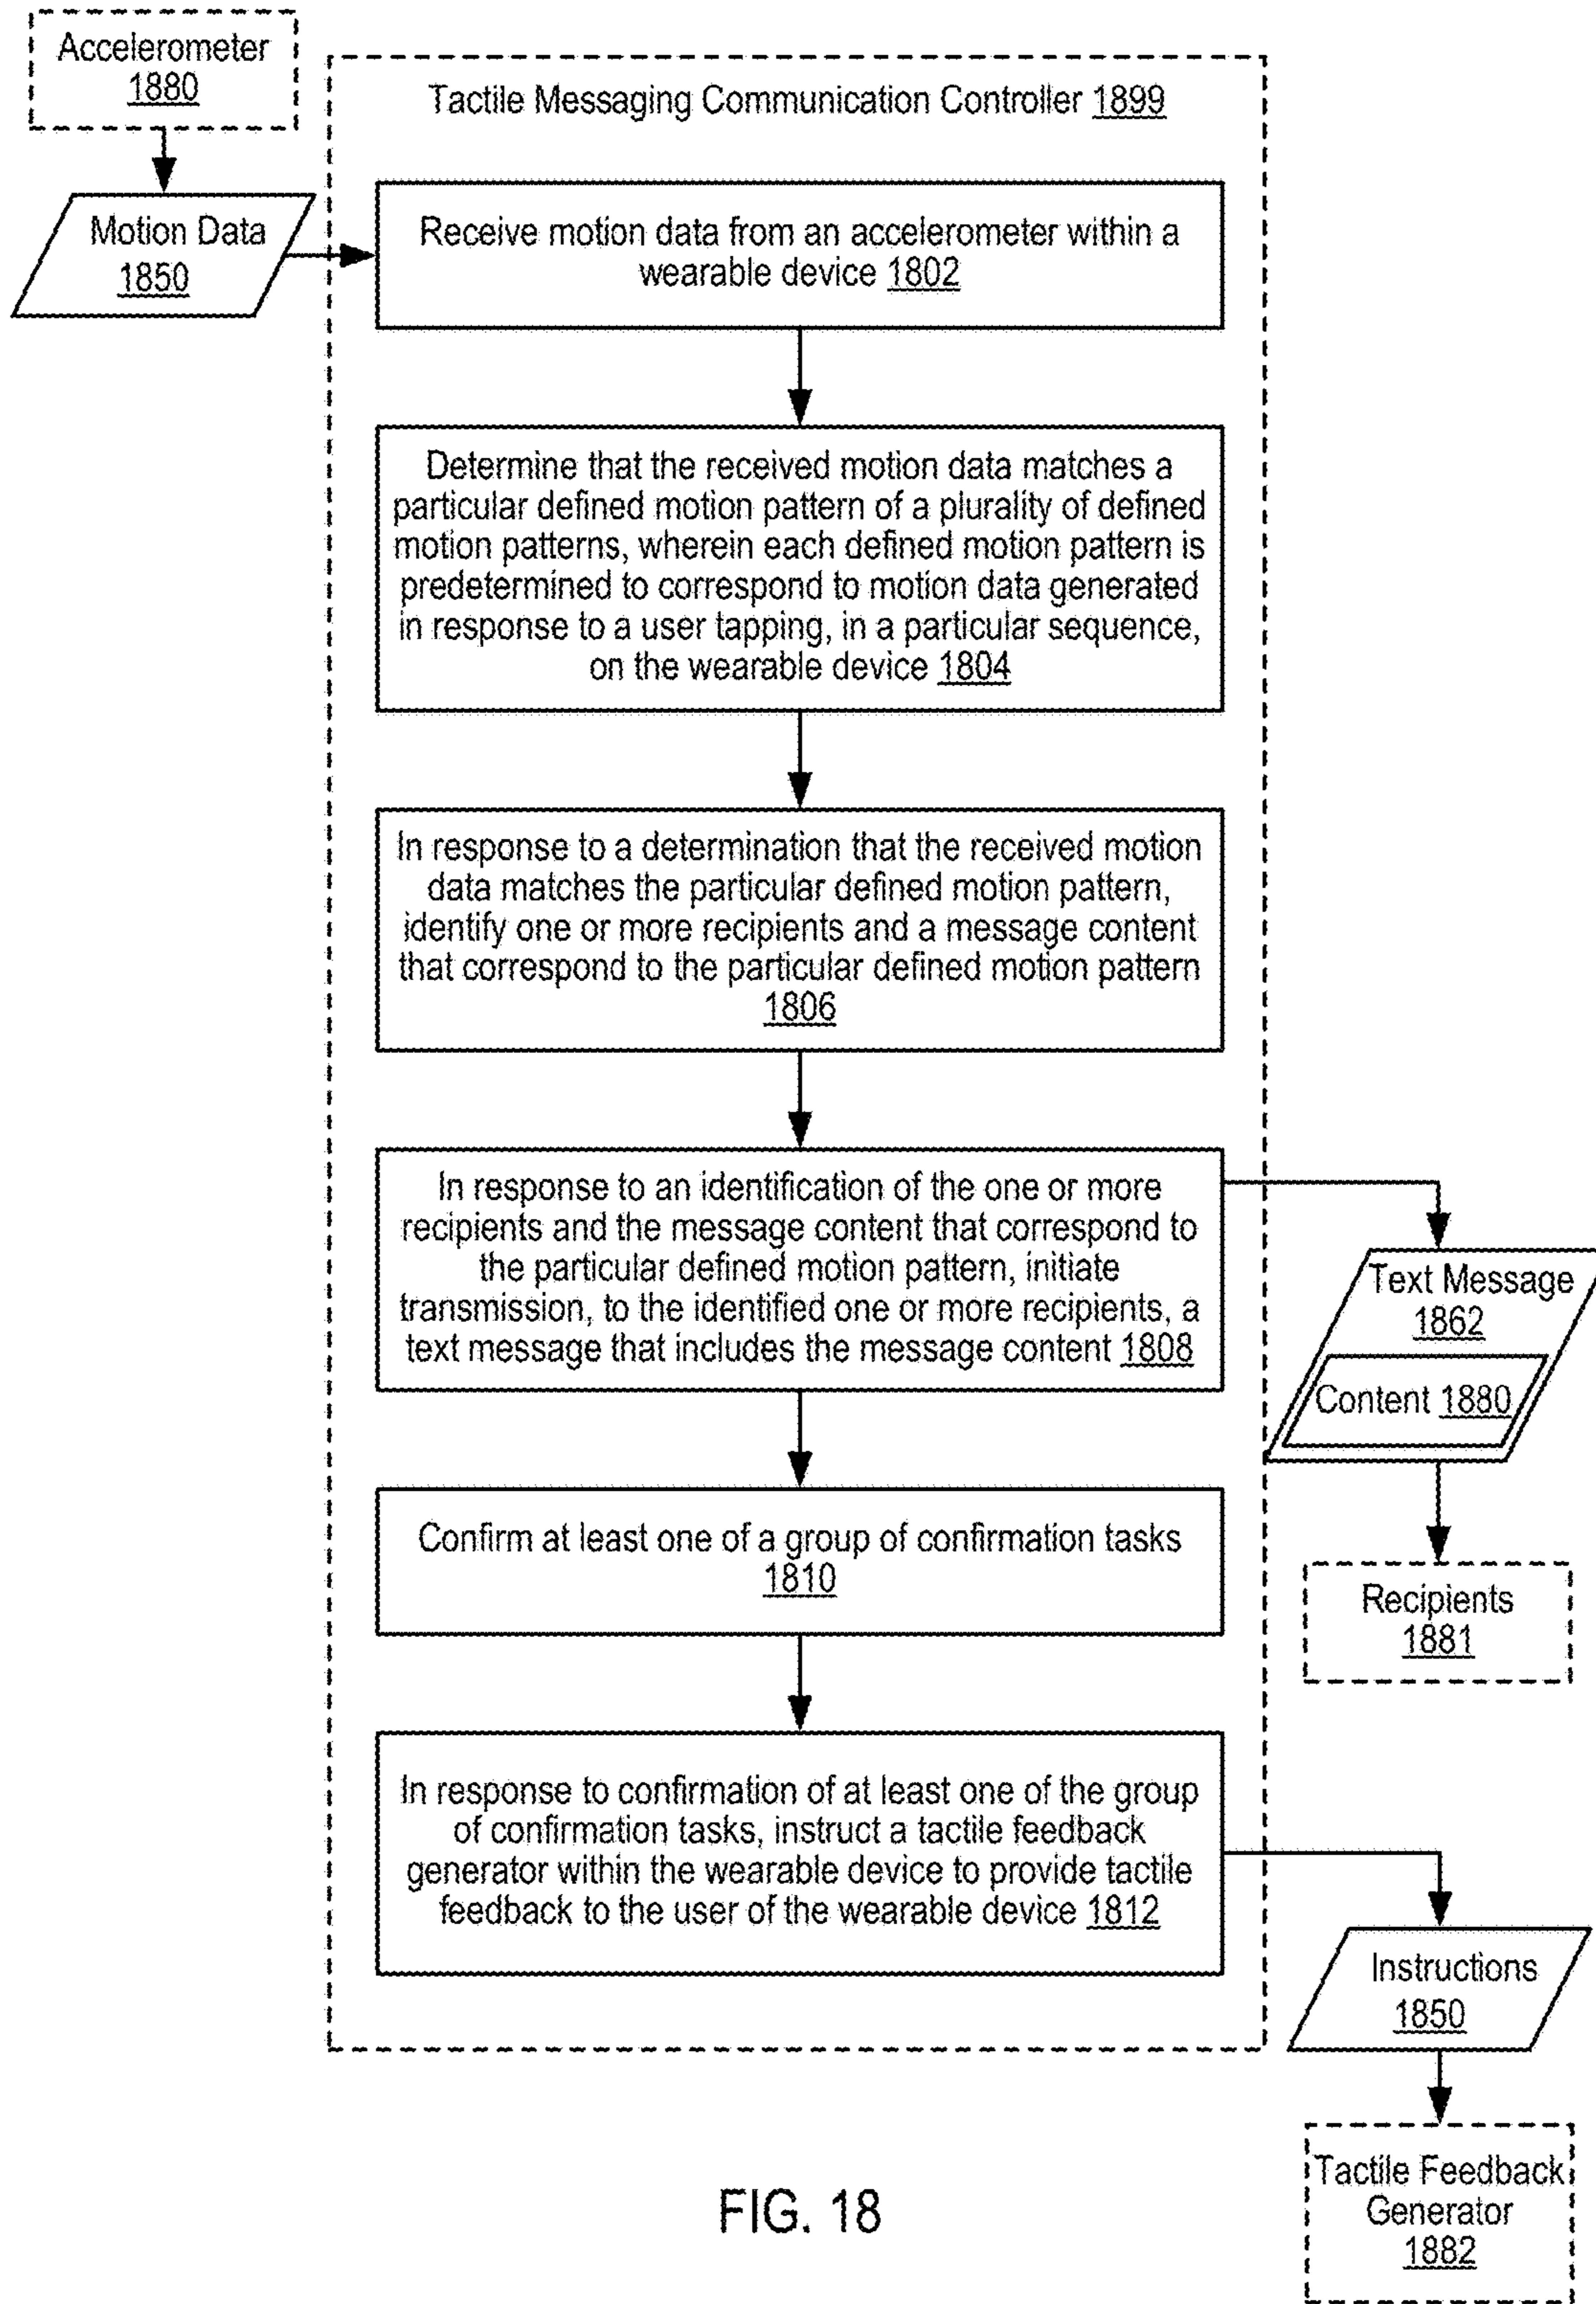 Accelerometer
1880
Tactile Messaging Communication Controller 1899
Motion Data
1850
Receive motion data from an accelerometer within a
wearable device 1802
Determine that the received motion data matches a
particular defined motion pattern of a plurality of defined
motion patterns, wherein each defined motion pattern is
predetermined to correspond to motion data generated
in response to a user tapping, in a particular sequence,
on the wearable device 1804
In response to a determination that the received motion
data matches the particular defined motion pattern,
identify one or more recipients and a message content
that correspond to the particular defined motion pattern
1806
In response to an identification of the one or more
recipients and the message content that correspond to
the particular defined motion pattern, initiate
transmission, to the identified one or more recipients, a
text message that includes the message content 1808
Text Message
1862
Content 1880
Recipients
1881
Confirm at least one of a group of confirmation tasks
1810
In response to confirmation of at least one of the group
of confirmation tasks, instruct a tactile feedback
generator within the wearable device to provide tactile
feedback to the user of the wearable device 1812
Instructions
1850
Tactile Feedback
Generator
1882
FIG. 18